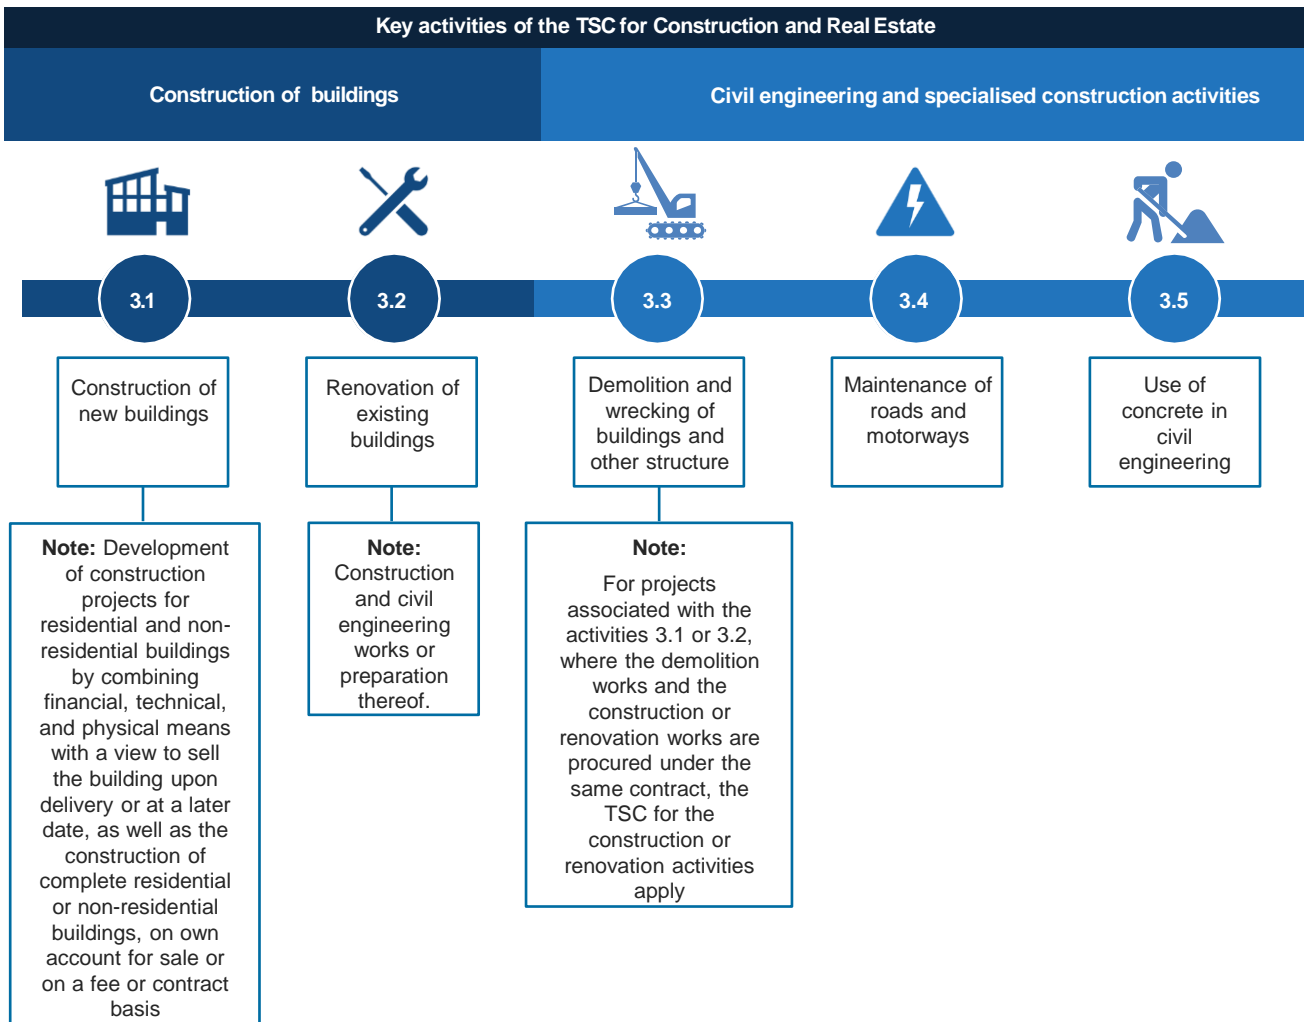 Key activities of the TSC for Construction and Real Estate
Construction of buildings
Civil engineering and specialised construction activities
3.1
3.2
3.3
3.4
3.5
Construction of
new buildings
Renovation of
existing
buildings
Demolition and
wrecking of
buildings and
other structure
Maintenance of
roads and
motorways
Use of
concrete in
civil
engineering
Note: Development
of construction
projects for
residential and non-
residential buildings
by combining
financial, technical,
and physical means
with a view to sell
the building upon
delivery or at a later
date, as well as the
construction of
complete residential
or non-residential
buildings, on own
account for sale or
on a fee or contract
basis
Note:
Construction
and civil
engineering
works or
preparation
thereof.
Note:
For projects
associated with the
activities 3.1 or 3.2,
where the demolition
works and the
construction or
renovation works are
procured under the
same contract, the
TSC for the
construction or
renovation activities
apply